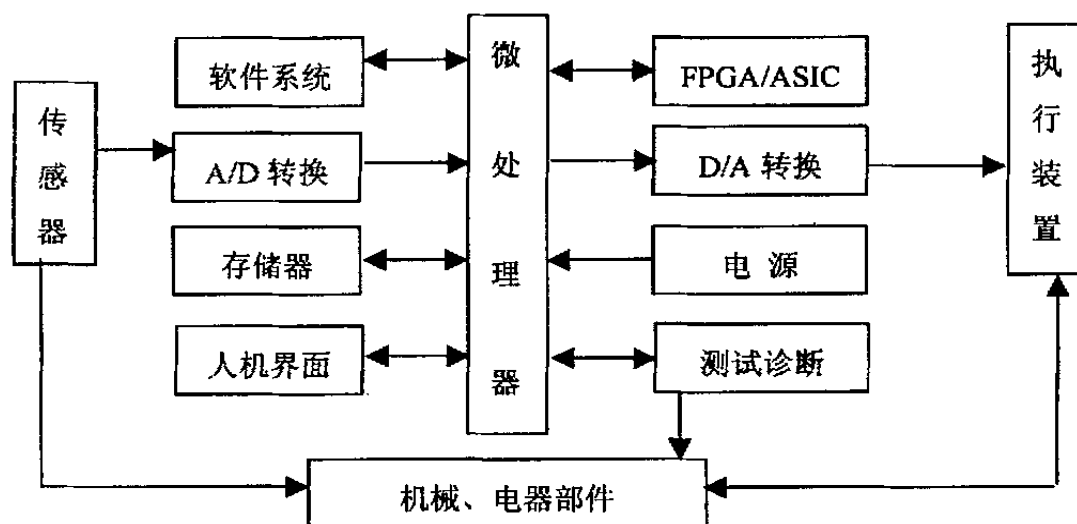 传感器
软件系统
A/D 转换
存储器
人机界面
微处理器
FPGA/ASIC
D/A 转换
电 源
测试诊断
执行装置
机械、电器部件